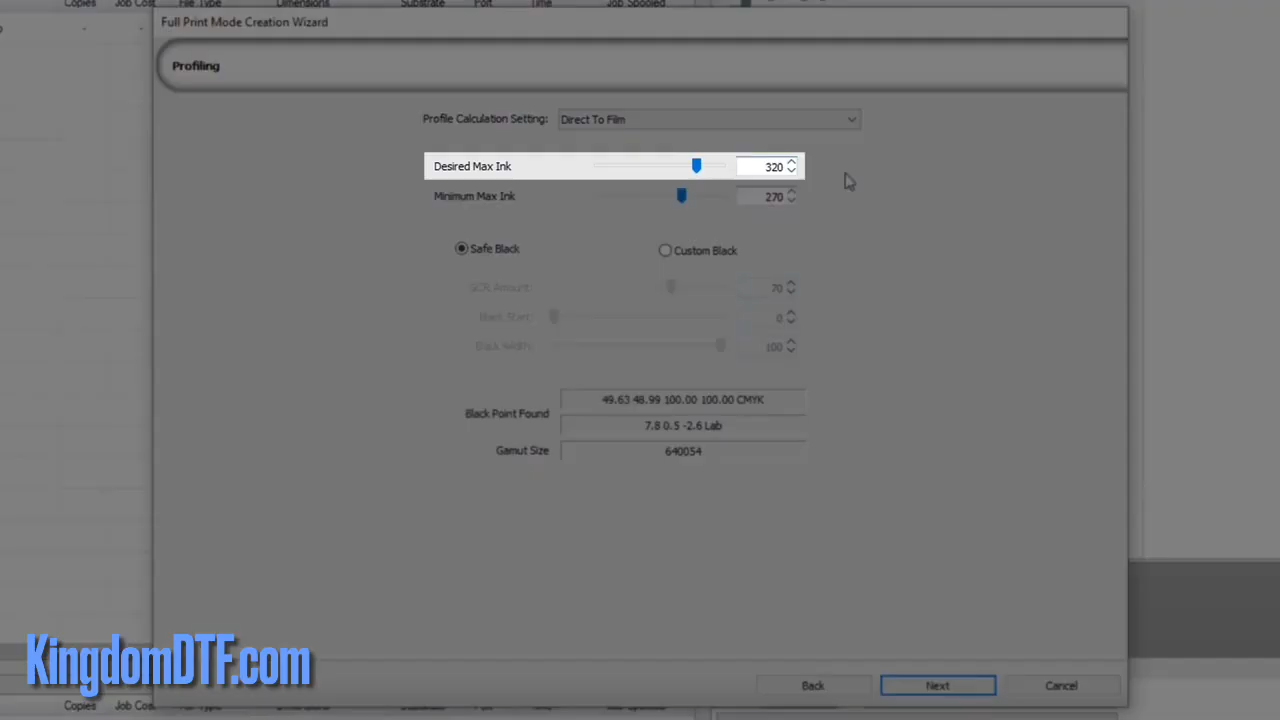 Copies Job Cost File Type Dimensions Substrate Port Time Job Spooled
Full Print Mode Creation Wizard
Profiling
Profile Calculation Setting: Direct To Film
Desired Max Ink 320
Minimum Max Ink 270
Safe Black Custom Black
GCR Amount: 70
Black Start: 0
Black Width: 100
Black Point Found 49.63 48.99 100.00 100.00 CMYK
7.8 0.5 -2.6 Lab
Gamut Size 640054
KingdomDTF.com
Back Next Cancel
Copies Job Cost